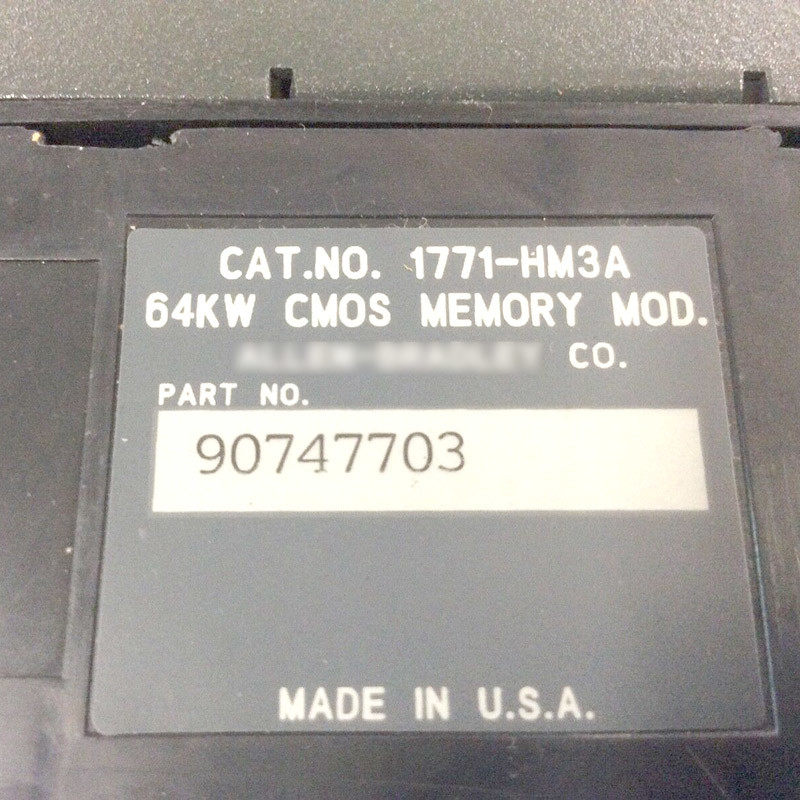 CAT.NO. 1771-HM3A
64KW CMOS MEMORY MOD.
CO.
PART NO.
90747703
MADE IN U.S.A.